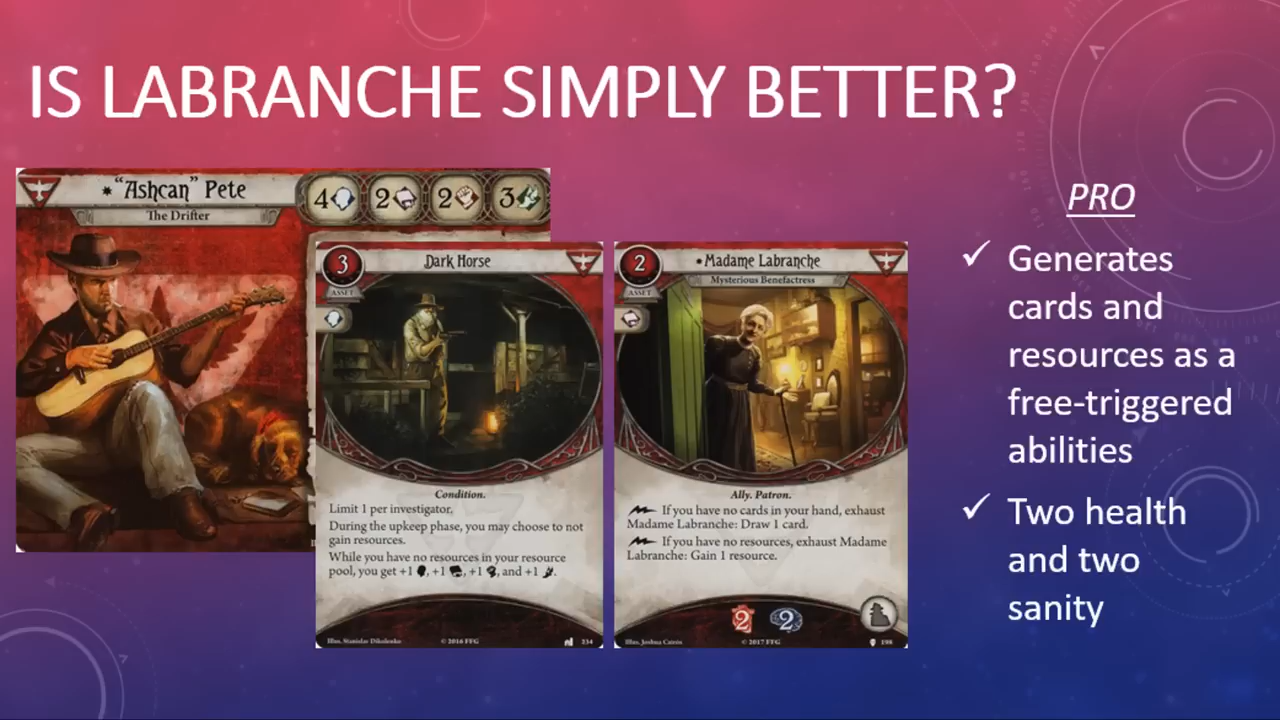 IS LABRANCHE SIMPLY BETTER?
"Ashcan" Pete
The Drifter
4 2 2 3
3
ASSET
Dark Horse
Condition.
Limit 1 per investigator.
During the upkeep phase, you may choose to not
gain resources.
While you have no resources in your resource
pool, you get +1 , +1 , +1 , and +1 .
Illus. Stanislav Dikolenko
© 2016 FFG
234
2
ASSET
Madame Labranche
Mysterious Benefactress
Ally. Patron.
If you have no cards in your hand, exhaust
Madame Labranche: Draw 1 card.
If you have no resources, exhaust Madame
Labranche: Gain 1 resource.
2 2
Illus. Joshua Cairós
© 2017 FFG
198
PRO
✓ Generates
cards and
resources as a
free-triggered
abilities
✓ Two health
and two
sanity